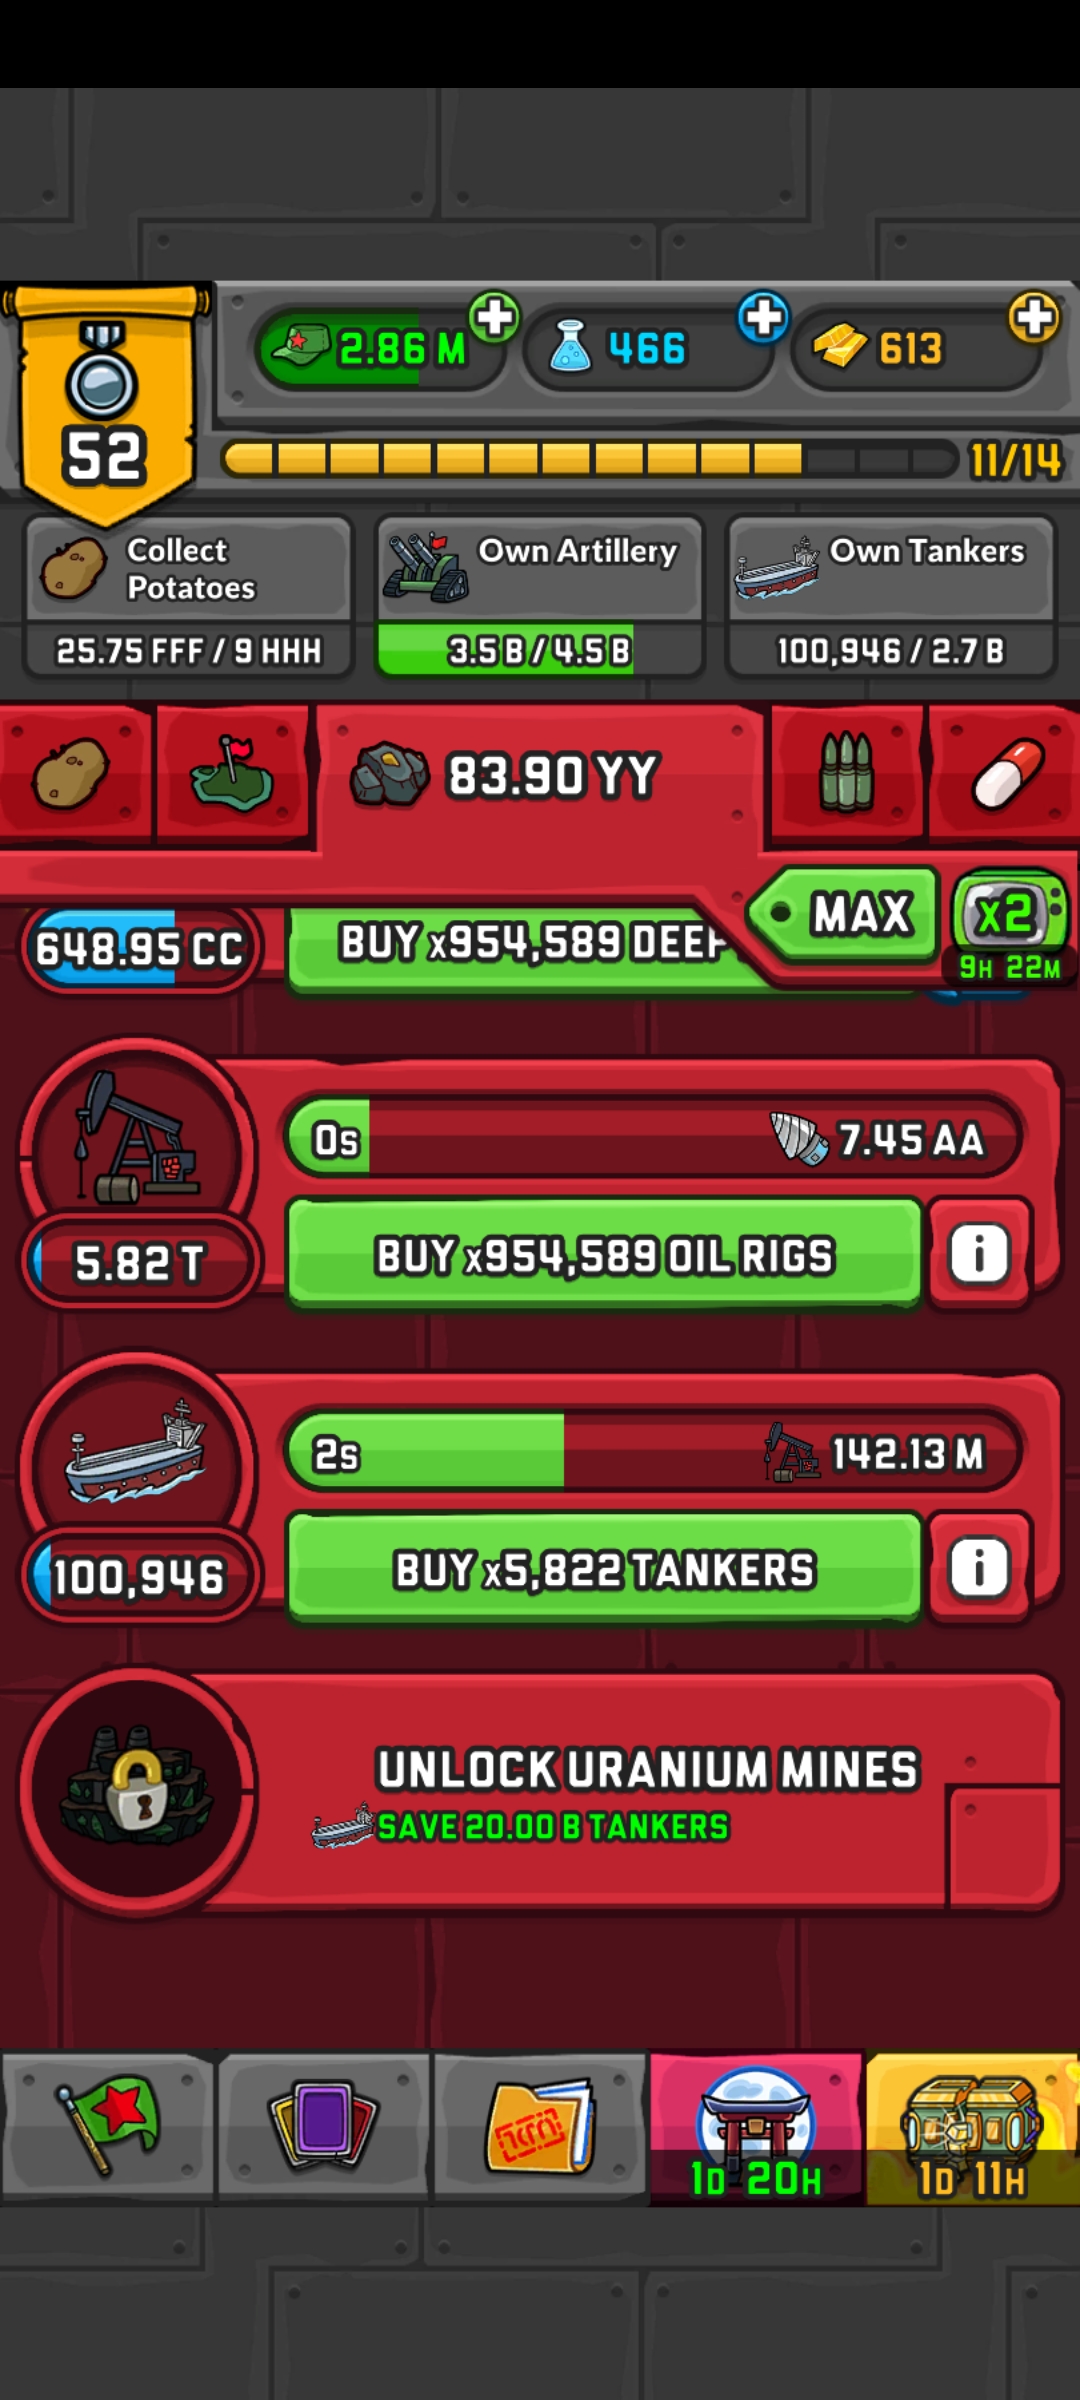 2.86 M
466
613
52
11/14
Collect
Potatoes
25.75 FFF / 9 HHH
Own Artillery
3.5 B / 4.5 B
Own Tankers
100,946 / 2.7 B
83.90 YY
MAX
x2
9H 22M
648.95 CC
BUY x954,589 DEEP
0s
7.45 AA
5.82 T
BUY x954,589 OIL RIGS
i
2s
142.13 M
100,946
BUY x5,822 TANKERS
i
UNLOCK URANIUM MINES
SAVE 20.00 B TANKERS
1D 20H
1D 11H